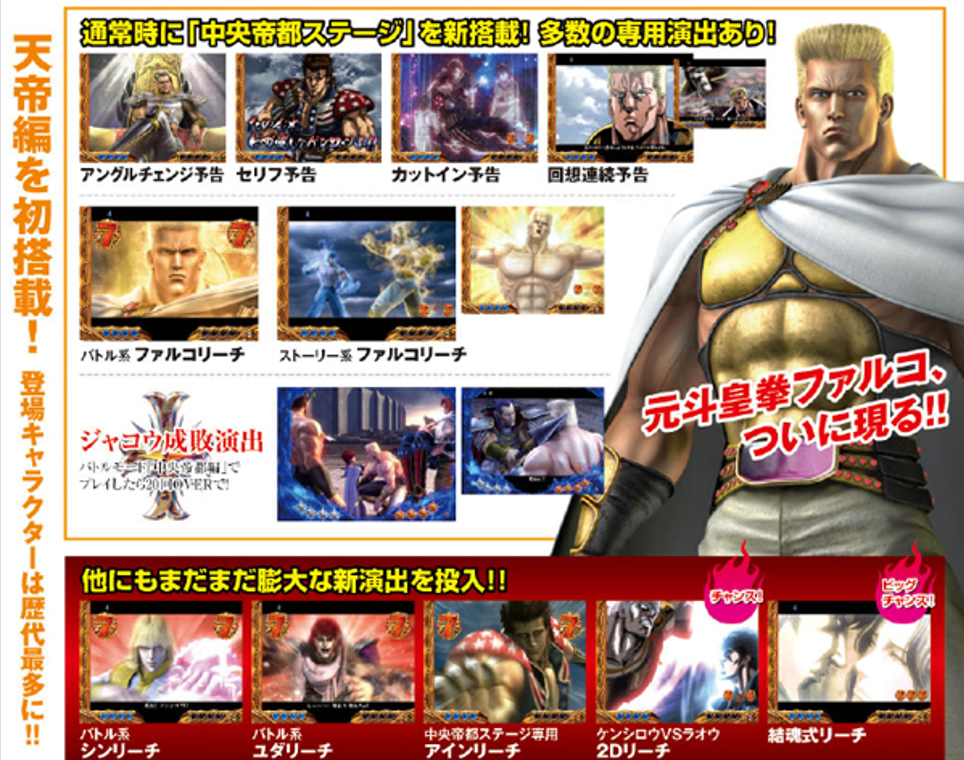 天帝編を初搭載！
登場キャラクターは歴代最多に!!
通常時に「中央帝都ステージ」を新搭載！多数の専用演出あり！
アングルチェンジ予告
セリフ予告
カットイン予告
回想連続予告
バトル系 ファルコリーチ
ストーリー系 ファルコリーチ
ジャコウ成敗演出
バトルモード「中央帝都編」で
プレイしたら20ROVERで！
元斗皇拳ファルコ、
ついに現る!!
他にもまだまだ膨大な新演出を投入!!
チャンス！
ビッグ
チャンス！
バトル系
シンリーチ
バトル系
ユダリーチ
中央帝都ステージ専用
アインリーチ
ケンシロウVSラオウ
2Dリーチ
結魂式リーチ